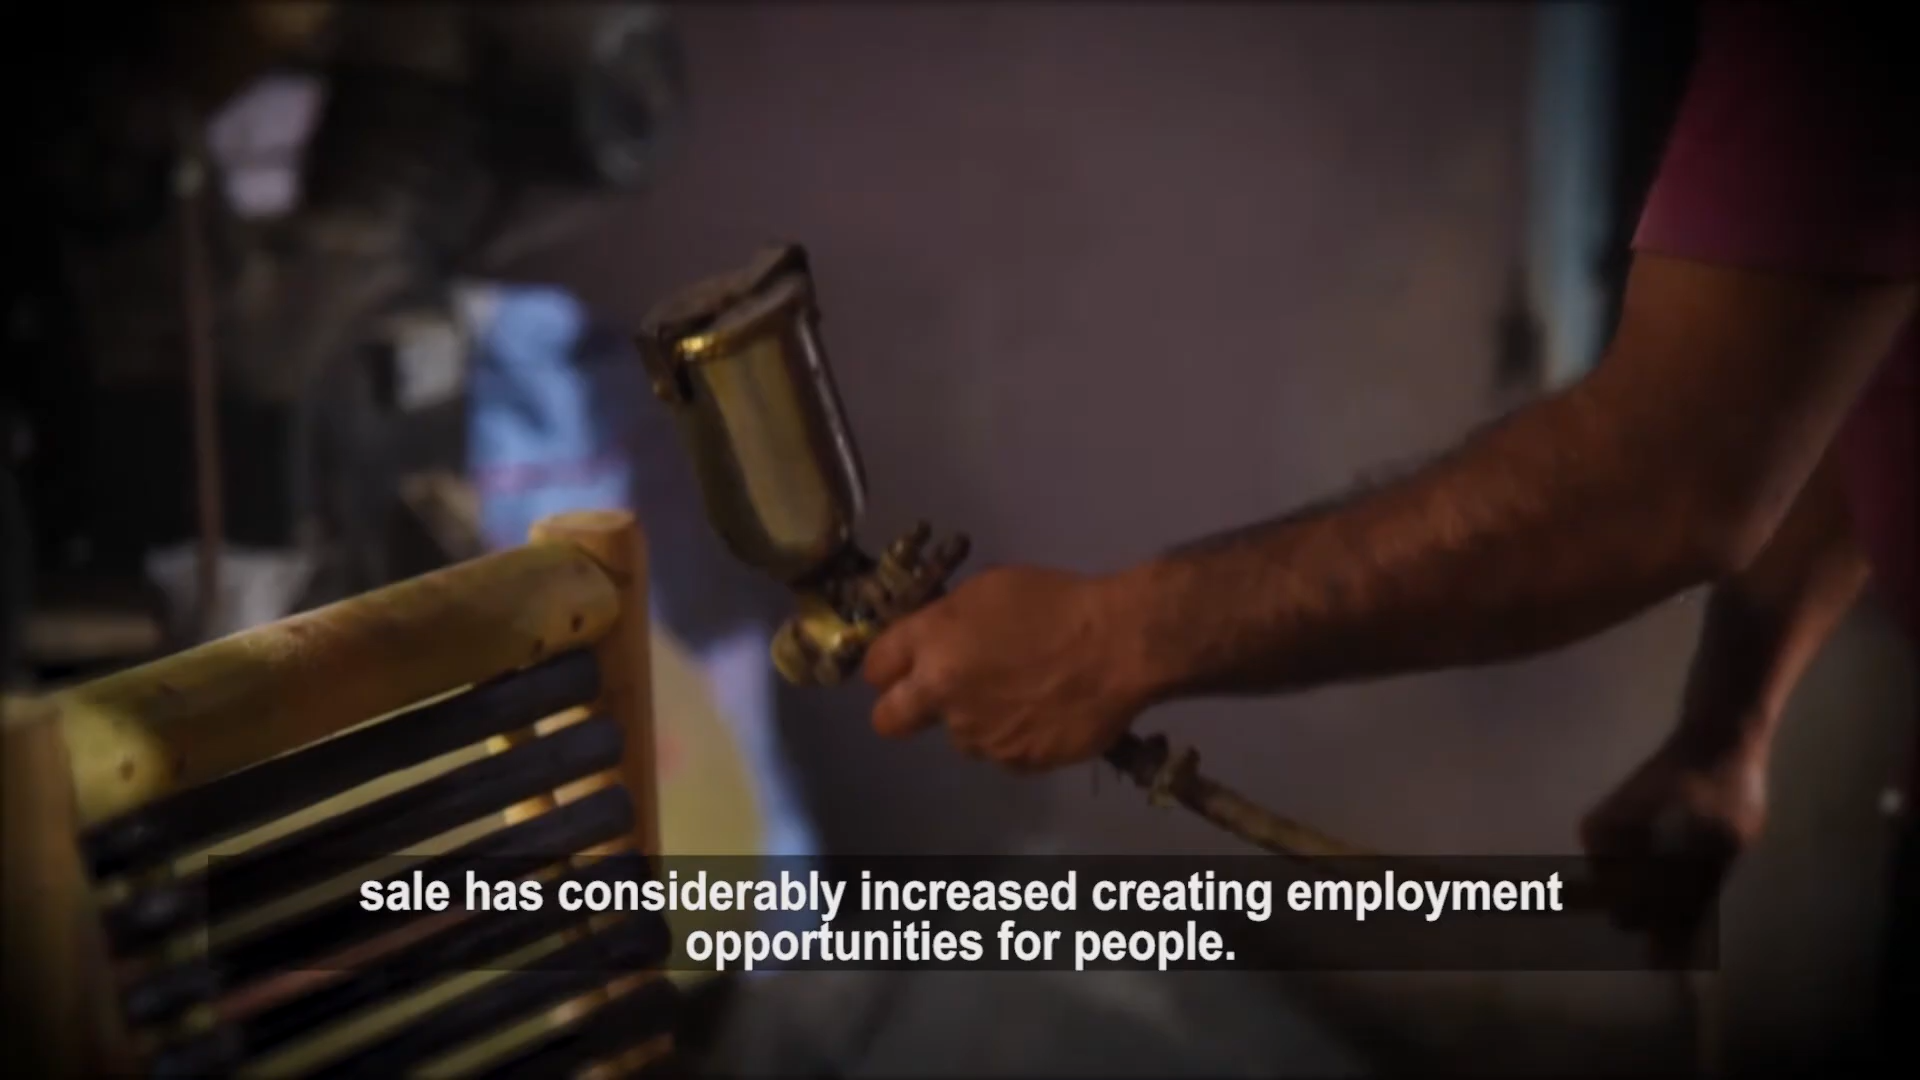 sale has considerably increased creating employment
opportunities for people.